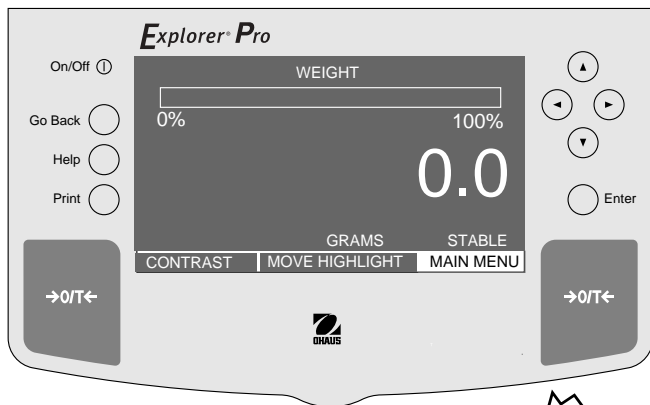 Explorer® Pro
On/Off
WEIGHT
0% 100%
Go Back
Help
Print
0.0
Enter
GRAMS STABLE
CONTRAST MOVE HIGHLIGHT MAIN MENU
→0/T← →0/T←
OHAUS